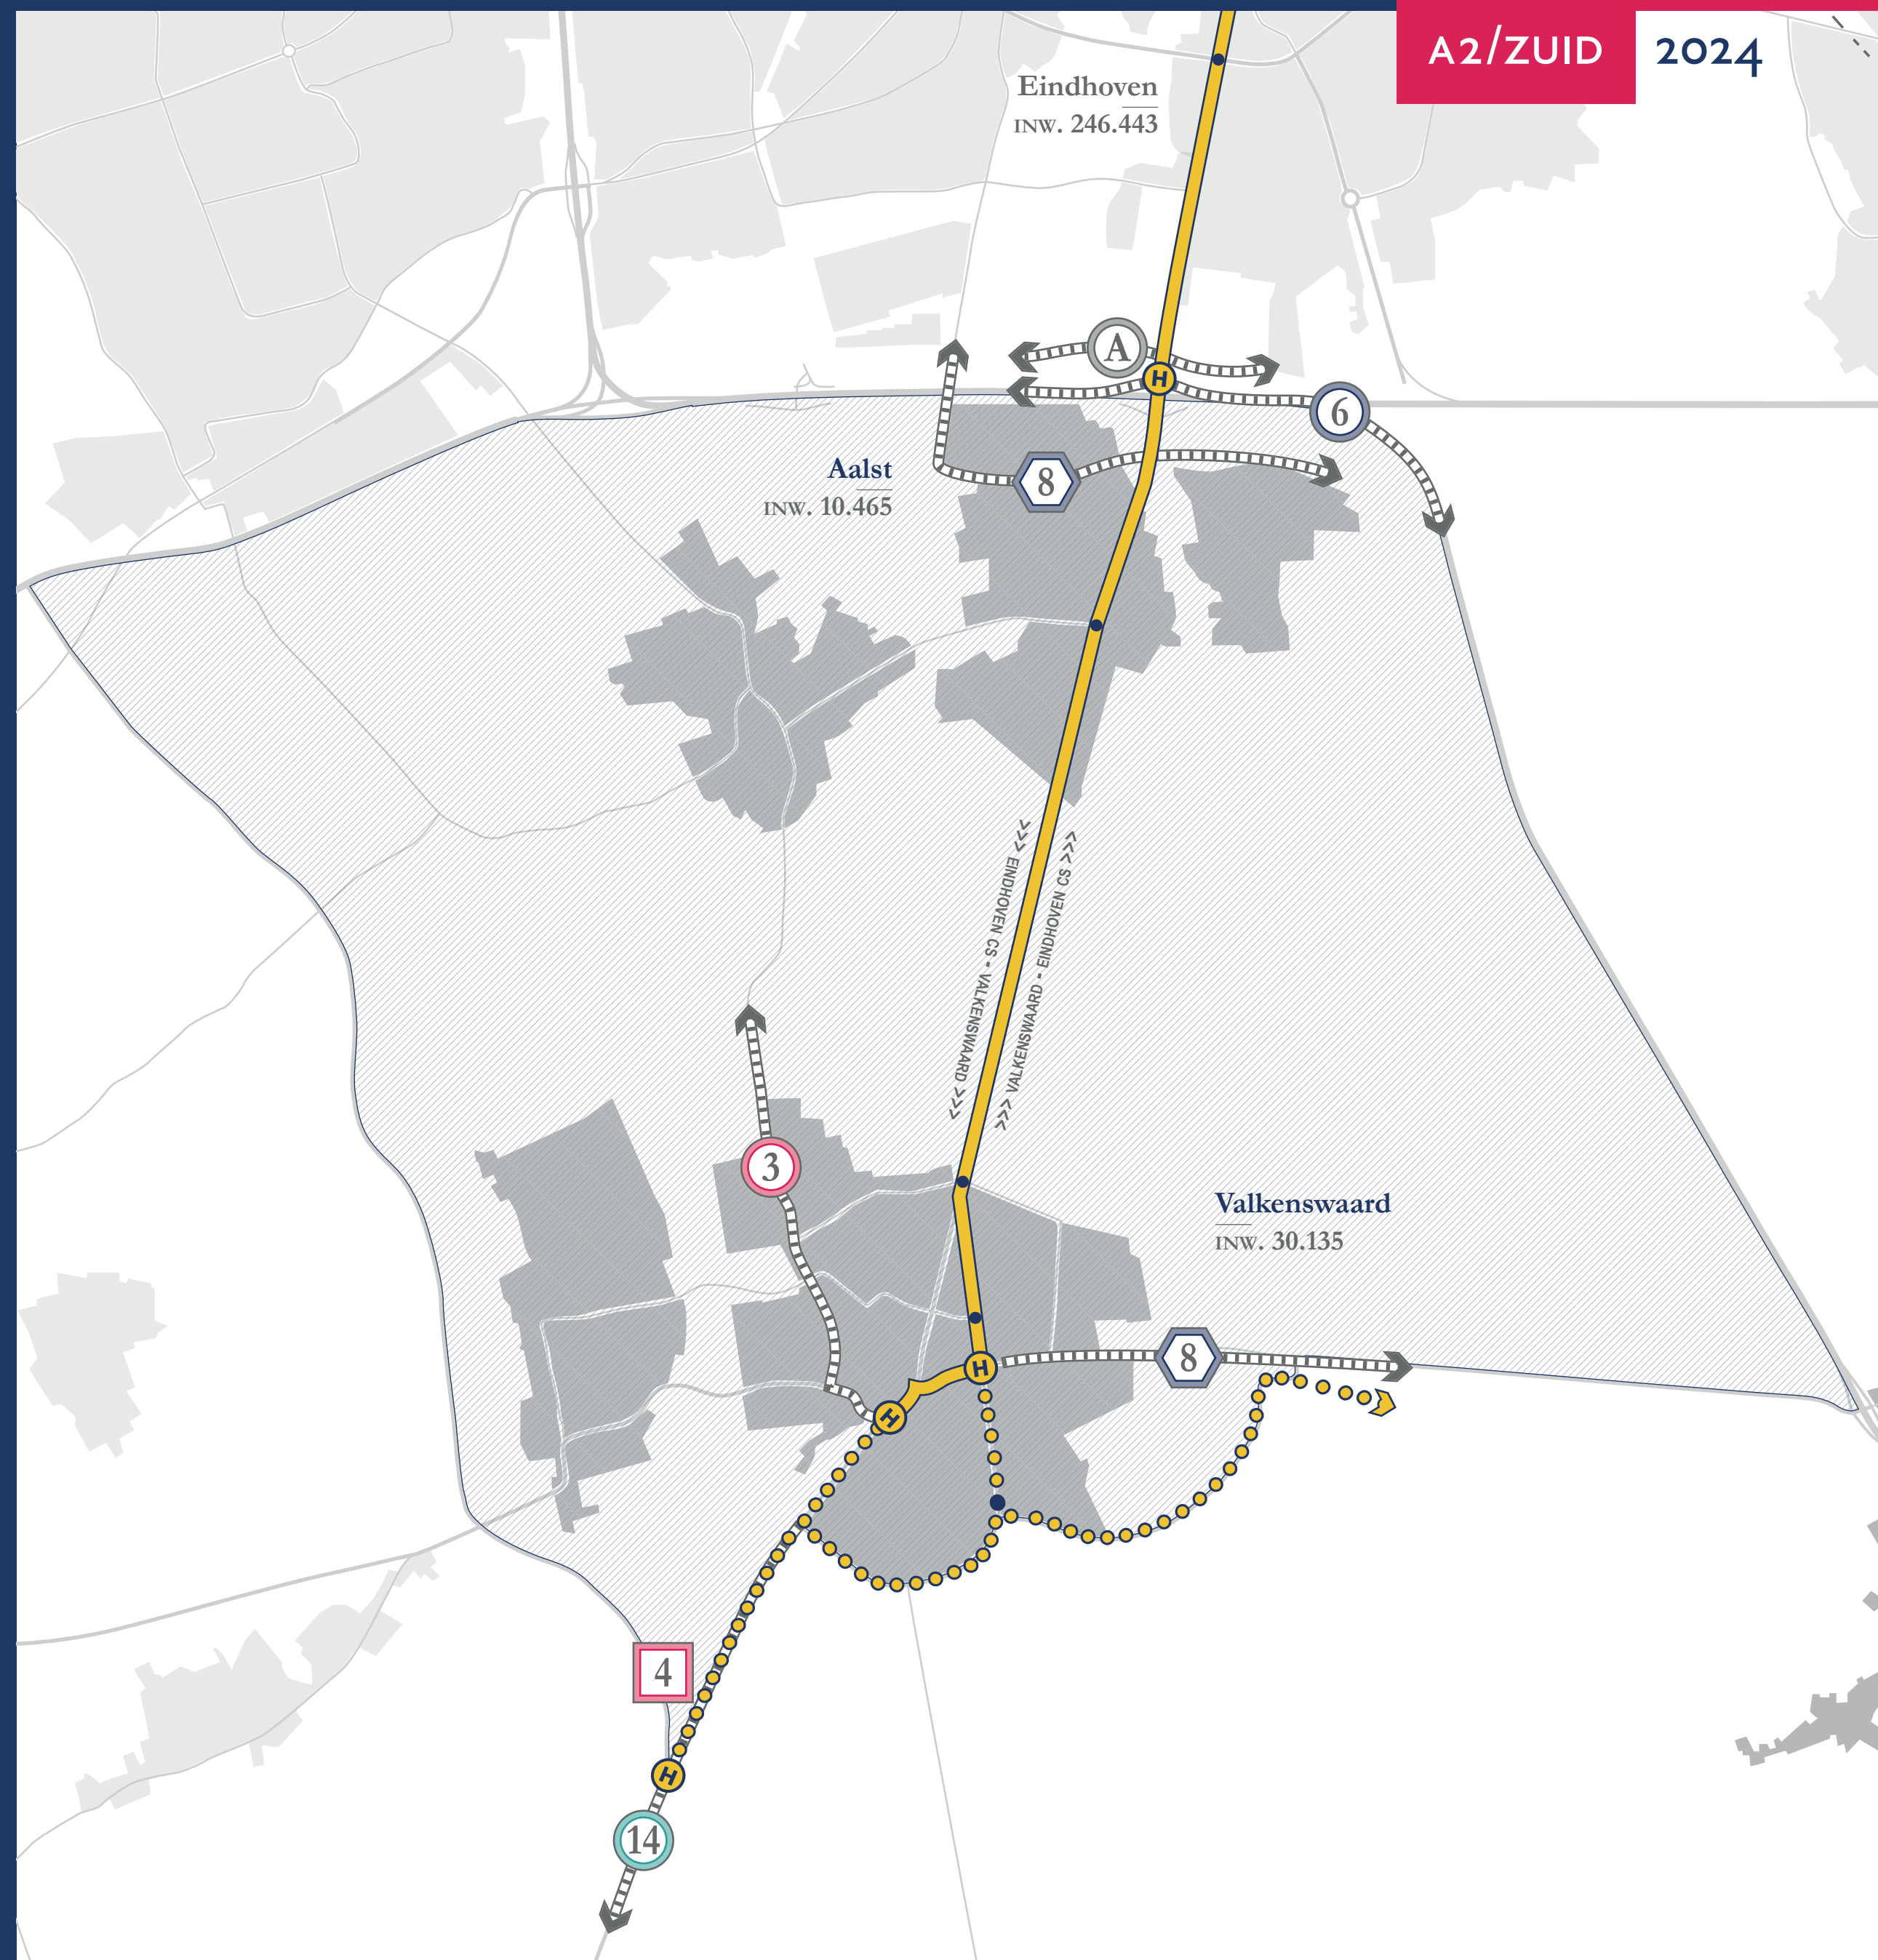 A2/ZUID 2024
Eindhoven
INW. 246.443
A
H
6
Aalst
INW. 10.465
8
<<< EINDHOVEN CS - VALKENSWAARD >>>
<<< VALKENSWAARD - EINDHOVEN CS >>>
3
Valkenswaard
INW. 30.135
8
H
H
4
H
14